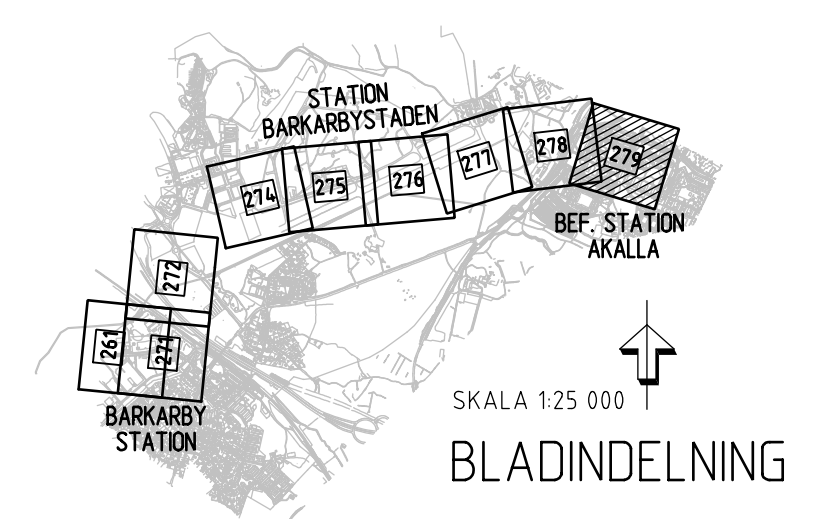 STATION
BARKARBYSTADEN
274
275
276
277
278
279
BEF. STATION
AKALLA
272
261
271
BARKARBY
STATION
SKALA 1:25 000
BLADINDELNING